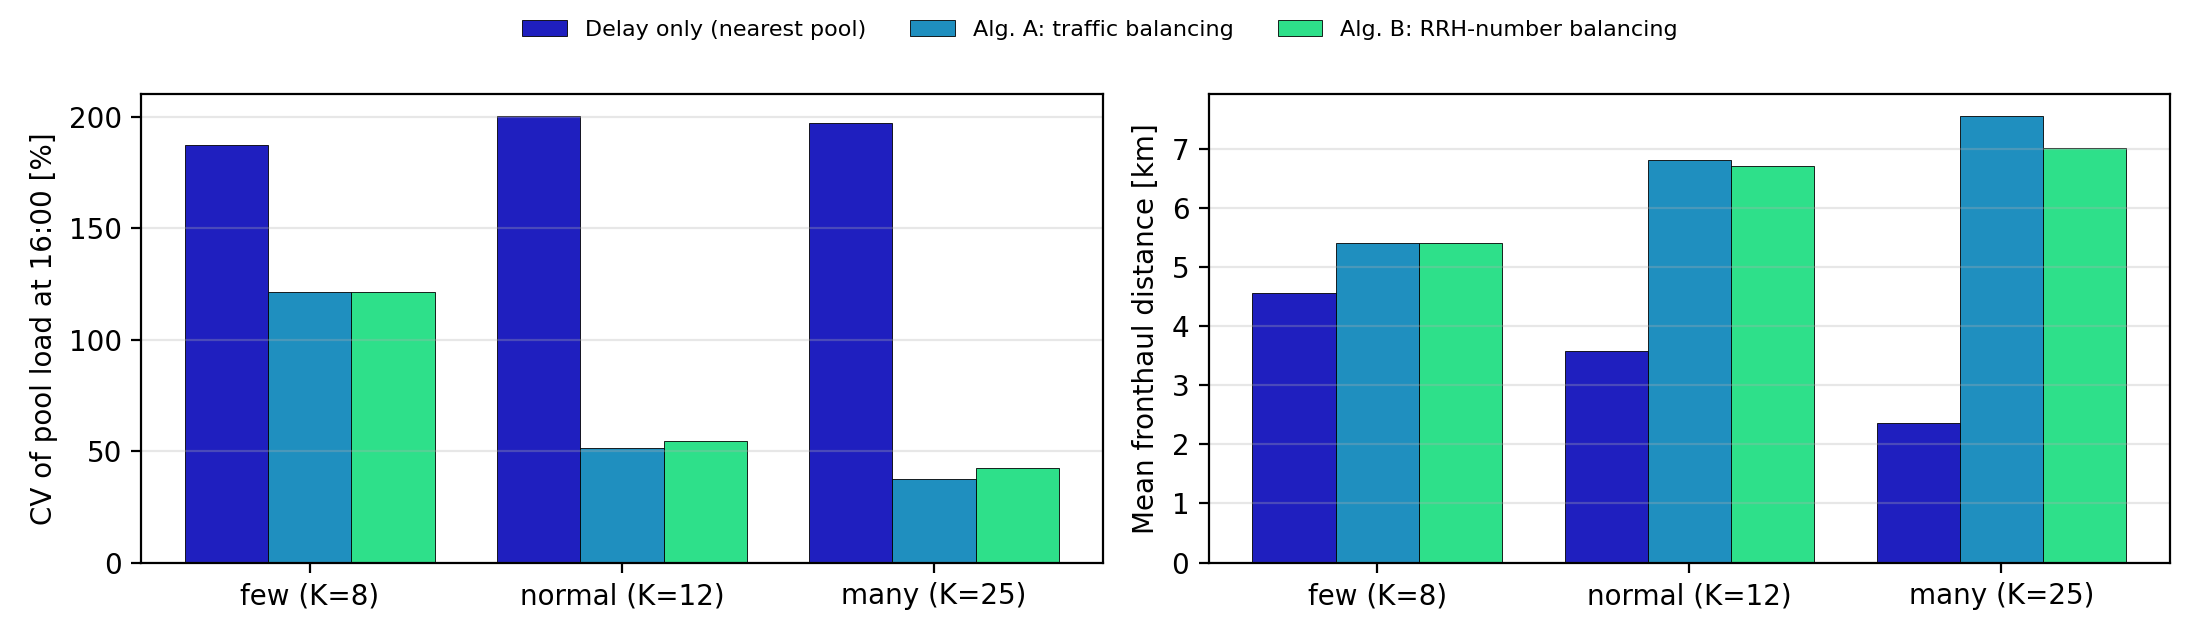 Delay only (nearest pool)
Alg. A: traffic balancing
Alg. B: RRH-number balancing
CV of pool load at 16:00 [%]
200
150
100
50
0
few (K=8)
normal (K=12)
many (K=25)
Mean fronthaul distance [km]
7
6
5
4
3
2
1
0
few (K=8)
normal (K=12)
many (K=25)